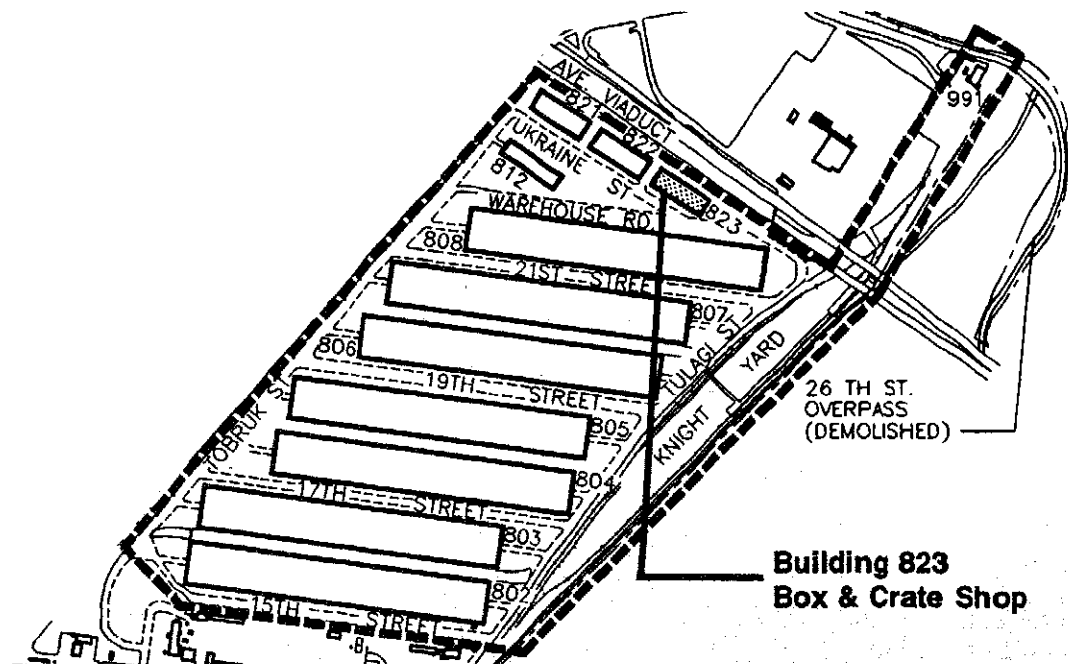 AVE. VIADUCT
991
821
UKRAINE ST
822
812
823
WAREHOUSE RD.
808
21ST STREET
807
TULAGI ST
YARD
806
19TH STREET
26 TH ST.
OVERPASS
(DEMOLISHED)
KNIGHT
805
TOBRUK ST
804
17TH STREET
803
Building 823
Box & Crate Shop
802
15TH STREET